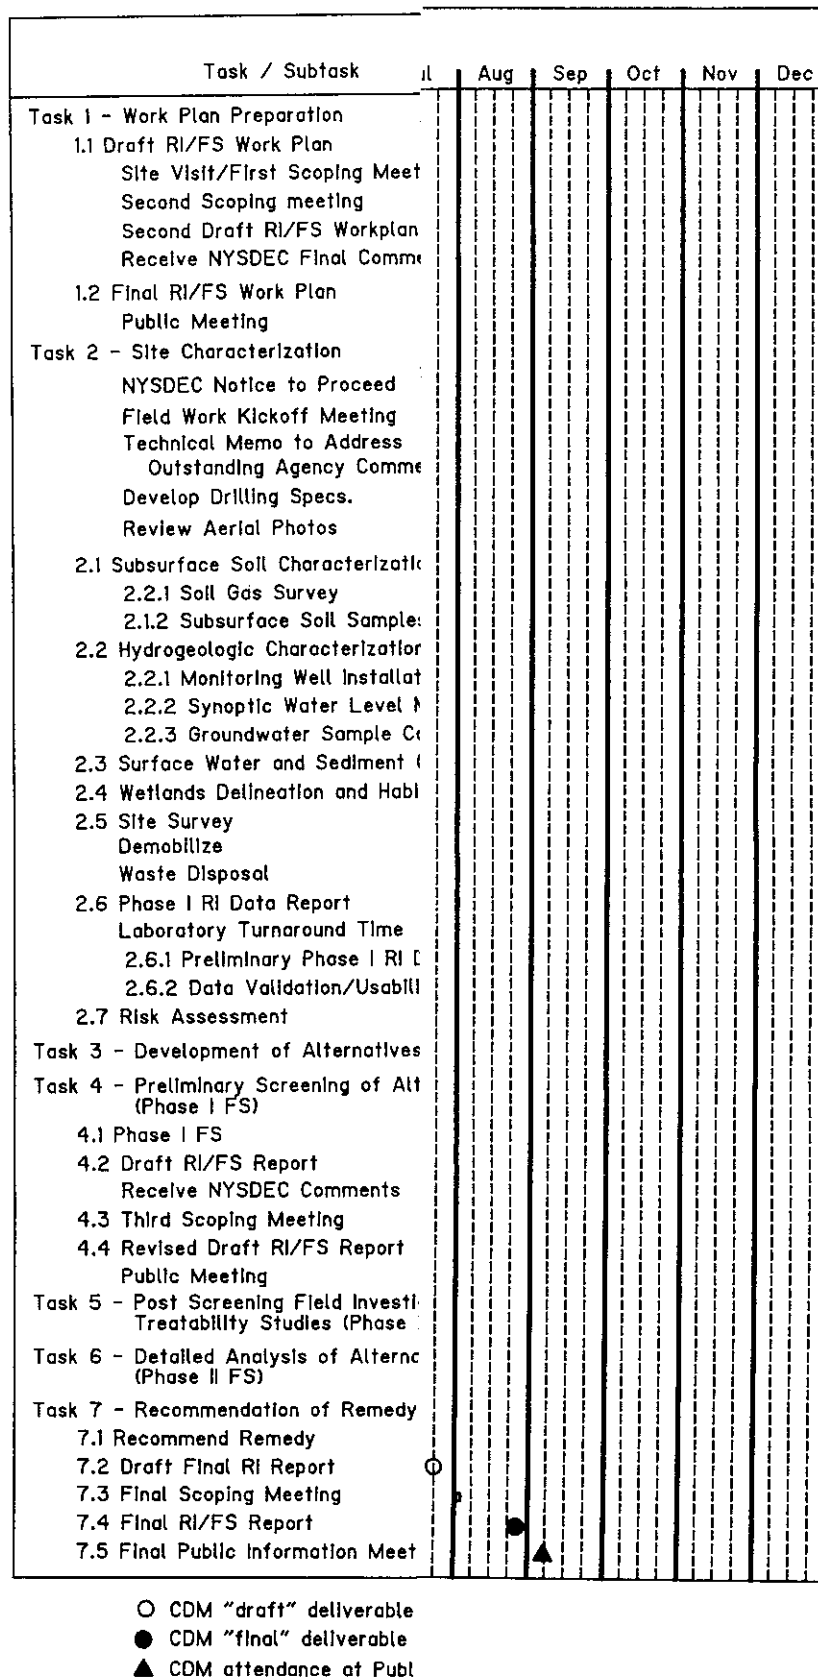 Task / Subtask
Aug Sep Oct Nov Dec
Task 1 - Work Plan Preparation
1.1 Draft RI/FS Work Plan
Site Visit/First Scoping Meet
Second Scoping meeting
Second Draft RI/FS Workplan
Receive NYSDEC Final Comme
1.2 Final RI/FS Work Plan
Public Meeting
Task 2 - Site Characterization
NYSDEC Notice to Proceed
Field Work Kickoff Meeting
Technical Memo to Address
Outstanding Agency Comme
Develop Drilling Specs.
Review Aerial Photos
2.1 Subsurface Soil Characterizatic
2.2.1 Soil Gas Survey
2.1.2 Subsurface Soil Samples
2.2 Hydrogeologic Characterization
2.2.1 Monitoring Well Installat
2.2.2 Synoptic Water Level
2.2.3 Groundwater Sample
2.3 Surface Water and Sediment
2.4 Wetlands Delineation and Habi
2.5 Site Survey
Demobilize
Waste Disposal
2.6 Phase I RI Data Report
Laboratory Turnaround Time
2.6.1 Preliminary Phase I RI
2.6.2 Data Validation/Usabili
2.7 Risk Assessment
Task 3 - Development of Alternatives
Task 4 - Preliminary Screening of Alt
(Phase I FS)
4.1 Phase I FS
4.2 Draft RI/FS Report
Receive NYSDEC Comments
4.3 Third Scoping Meeting
4.4 Revised Draft RI/FS Report
Public Meeting
Task 5 - Post Screening Field Investi
Treatability Studies (Phase
Task 6 - Detailed Analysis of Alterna
(Phase II FS)
Task 7 - Recommendation of Remedy
7.1 Recommend Remedy
7.2 Draft Final RI Report
7.3 Final Scoping Meeting
7.4 Final RI/FS Report
7.5 Final Public Information Meet
CDM "draft" deliverable
CDM "final" deliverable
CDM attendance at Publ